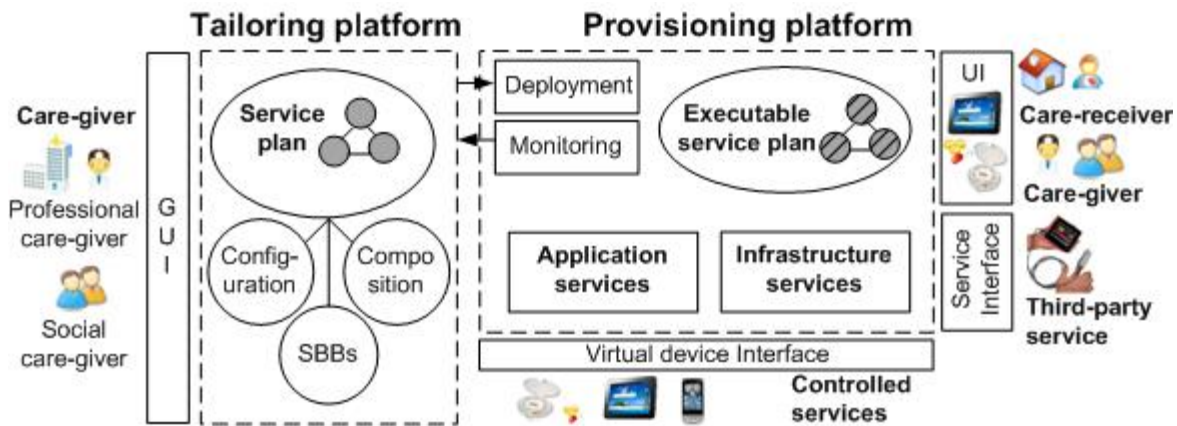 Tailoring platform
Provisioning platform
Care-giver
Professional
care-giver
Social
care-giver
G
U
I
Service
plan
Config-
uration
Compo
sition
SBBs
Deployment
Monitoring
Executable
service plan
Application
services
Infrastructure
services
Virtual device Interface
Controlled
services
UI
Care-receiver
Care-giver
Service
Interface
Third-party
service